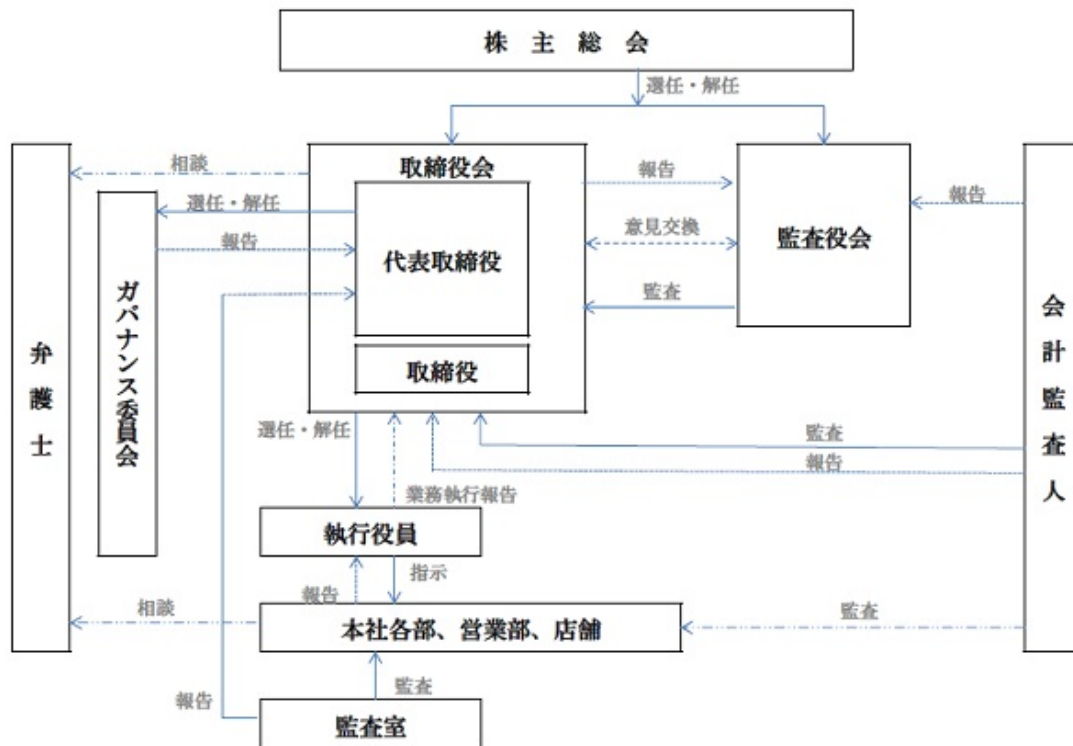 株主総会
選任・解任
相談
取締役会
報告
報告
選任・解任
意見交換
監査役会
報告
代表取締役
監査
ガバナンス委員会
弁護士
会計監査人
取締役
選任・解任
監査
報告
業務執行報告
執行役員
指示
報告
相談
本社各部、営業部、店舗
監査
監査
報告
監査室